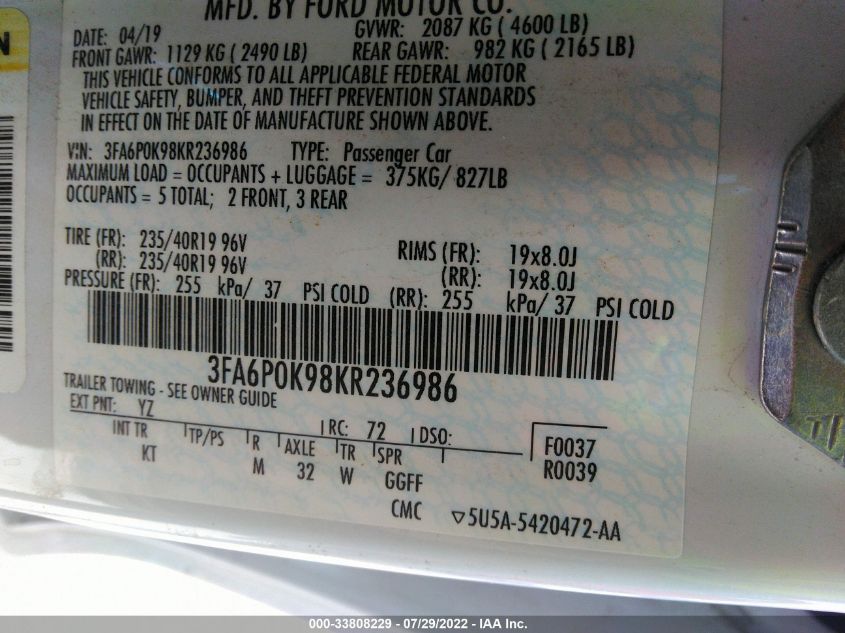 MFD. BY FORD MOTOR CO.
DATE: 04/19 GVWR: 2087 KG ( 4600 LB)
FRONT GAWR: 1129 KG ( 2490 LB) REAR GAWR: 982 KG ( 2165 LB)
THIS VEHICLE CONFORMS TO ALL APPLICABLE FEDERAL MOTOR
VEHICLE SAFETY, BUMPER, AND THEFT PREVENTION STANDARDS
IN EFFECT ON THE DATE OF MANUFACTURE SHOWN ABOVE.
VIN: 3FA6P0K98KR236986 TYPE: Passenger Car
MAXIMUM LOAD = OCCUPANTS + LUGGAGE = 375KG/ 827LB
OCCUPANTS = 5 TOTAL; 2 FRONT, 3 REAR
TIRE (FR): 235/40R19 96V RIMS (FR): 19x8.0J
(RR): 235/40R19 96V (RR): 19x8.0J
PRESSURE (FR): 255 kPa/ 37 PSI COLD (RR): 255 kPa/ 37 PSI COLD
3FA6P0K98KR236986
TRAILER TOWING - SEE OWNER GUIDE
EXT PNT: YZ RC: 72 DSO: F0037
INT TR TP/PS R AXLE TR SPR R0039
KT M 32 W GGFF
CMC ▽5U5A-5420472-AA
N
000-33808229 - 07/29/2022 - IAA Inc.